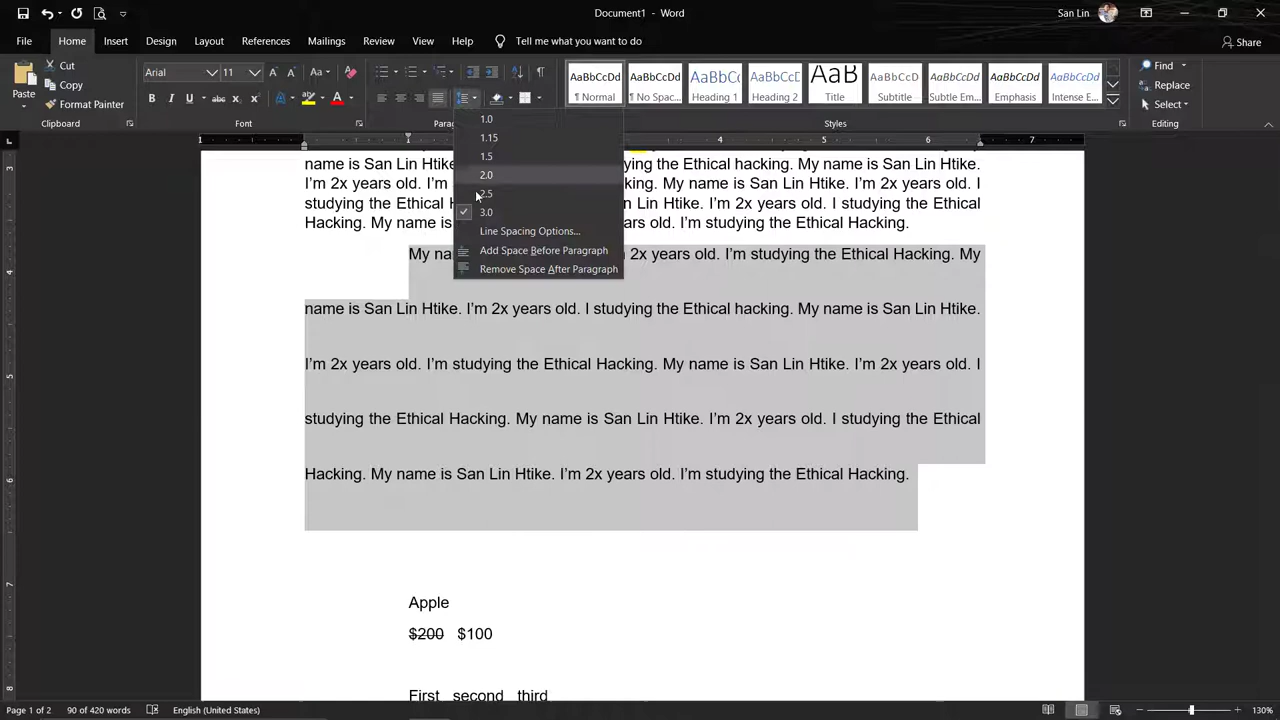 Document1 - Word
San Lin
File Home Insert Design Layout References Mailings Review View Help Tell me what you want to do Share
Paste
Cut
Copy
Format Painter
Arial 11 Aa
B I abc
AaBbCcDd AaBbCcDd AaBbCc AaBbCcD AaB AaBbCcD AaBbCcDd AaBbCcDd AaBbCcDd
¶ Normal ¶ No Spac... Heading 1 Heading 2 Title Subtitle Subtle Em... Emphasis Intense E...
Find
Replace
Select
Clipboard Font Styles Editing
1.0
1.15
1.5
2.0
2.5
3.0
Line Spacing Options...
Add Space Before Paragraph
Remove Space After Paragraph
name is San Lin Htike. ying the Ethical hacking. My name is San Lin Htike.
I'm 2x years old. I'm king. My name is San Lin Htike. I'm 2x years old. I
studying the Ethical H n Lin Htike. I'm 2x years old. I studying the Ethical
Hacking. My name is ars old. I'm studying the Ethical Hacking.
My na 2x years old. I'm studying the Ethical Hacking. My
name is San Lin Htike. I'm 2x years old. I studying the Ethical hacking. My name is San Lin Htike.
I'm 2x years old. I'm studying the Ethical Hacking. My name is San Lin Htike. I'm 2x years old. I
studying the Ethical Hacking. My name is San Lin Htike. I'm 2x years old. I studying the Ethical
Hacking. My name is San Lin Htike. I'm 2x years old. I'm studying the Ethical Hacking.
Apple
$200 $100
First second third
Page 1 of 2 90 of 420 words English (United States) 130%